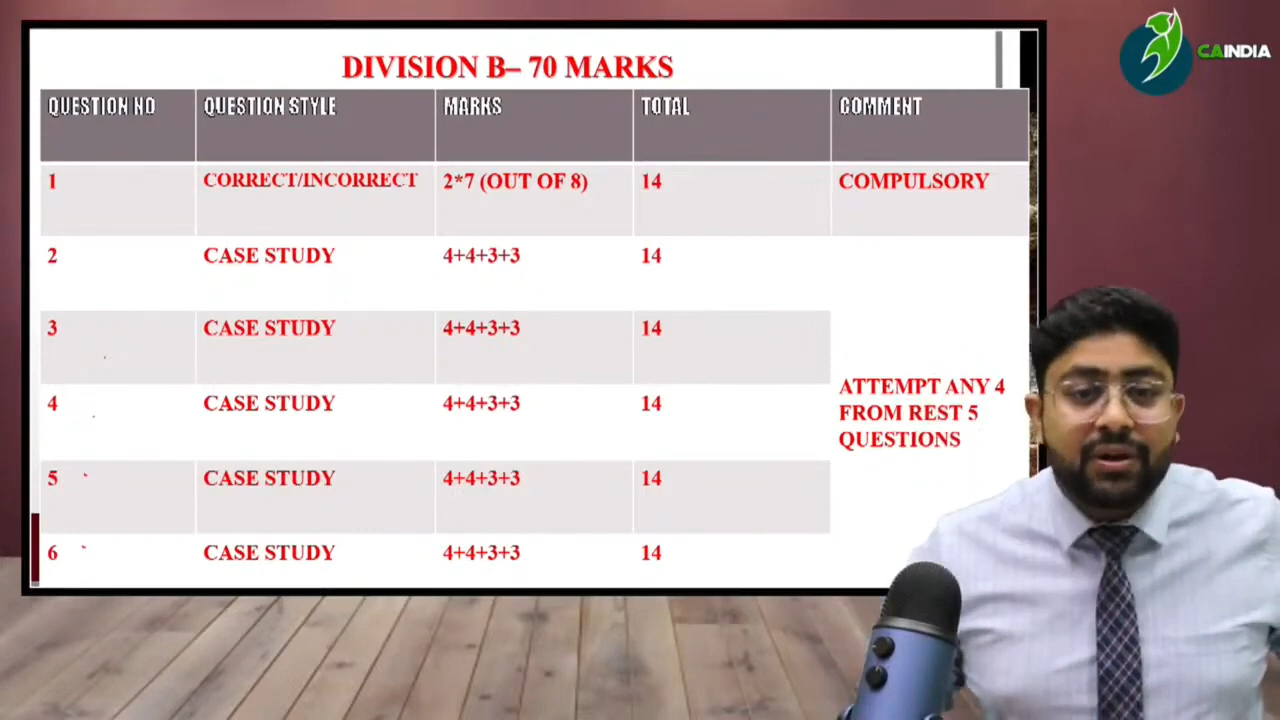 CAINDIA
DIVISION B– 70 MARKS
QUESTION NO QUESTION STYLE MARKS TOTAL COMMENT
1 CORRECT/INCORRECT 2*7 (OUT OF 8) 14 COMPULSORY
2 CASE STUDY 4+4+3+3 14
3 CASE STUDY 4+4+3+3 14
4 CASE STUDY 4+4+3+3 14
5 CASE STUDY 4+4+3+3 14
6 CASE STUDY 4+4+3+3 14
ATTEMPT ANY 4
FROM REST 5
QUESTIONS